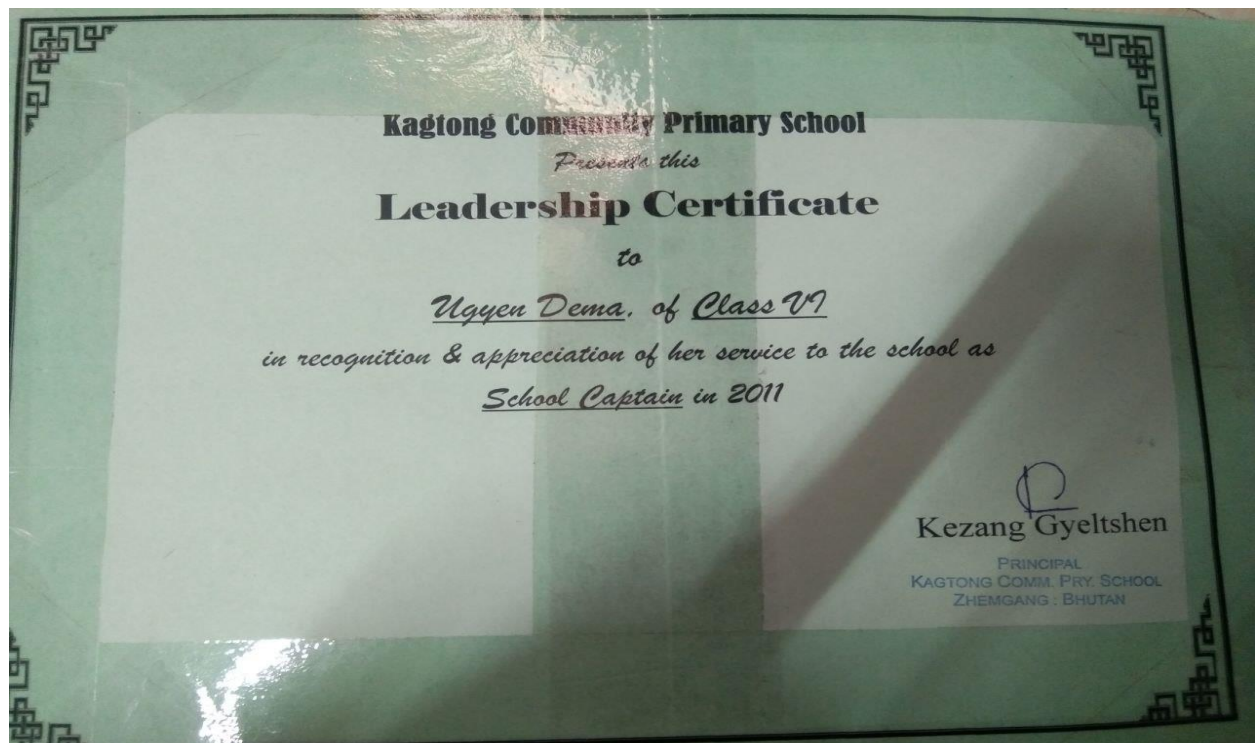 Kagtong Community Primary School
Presents this
Leadership Certificate
to
Ugyen Dema, of Class VI
in recognition & appreciation of her service to the school as
School Captain in 2011
Kezang Gyeltshen
PRINCIPAL
KAGTONG COMM. PRY. SCHOOL
ZHEMGANG : BHUTAN